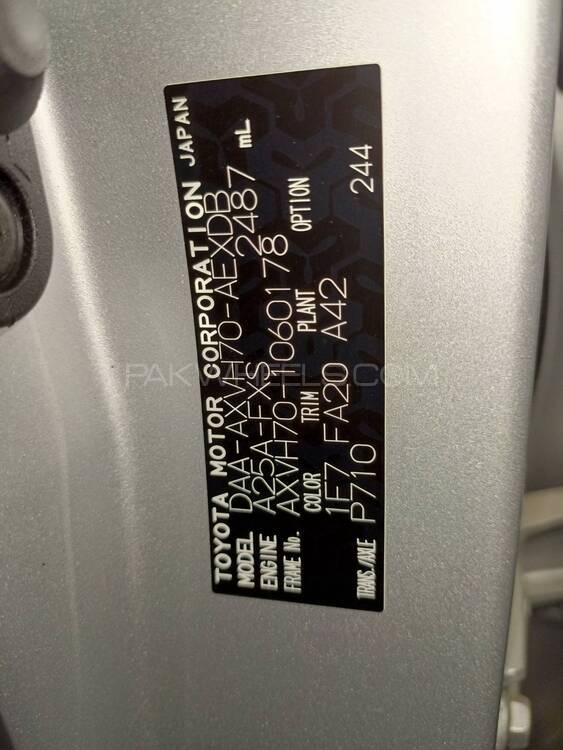 TOYOTA MOTOR CORPORATION JAPAN
MODEL DAA-AXVH70-AEXDB
ENGINE A25A-FXS 2487 mL
FRAME No. AXVH70-1060178
COLOR TRIM PLANT OPTION
1F7 FA20 A42
TRANS./AXLE P710 244
PAKWHEELS.COM